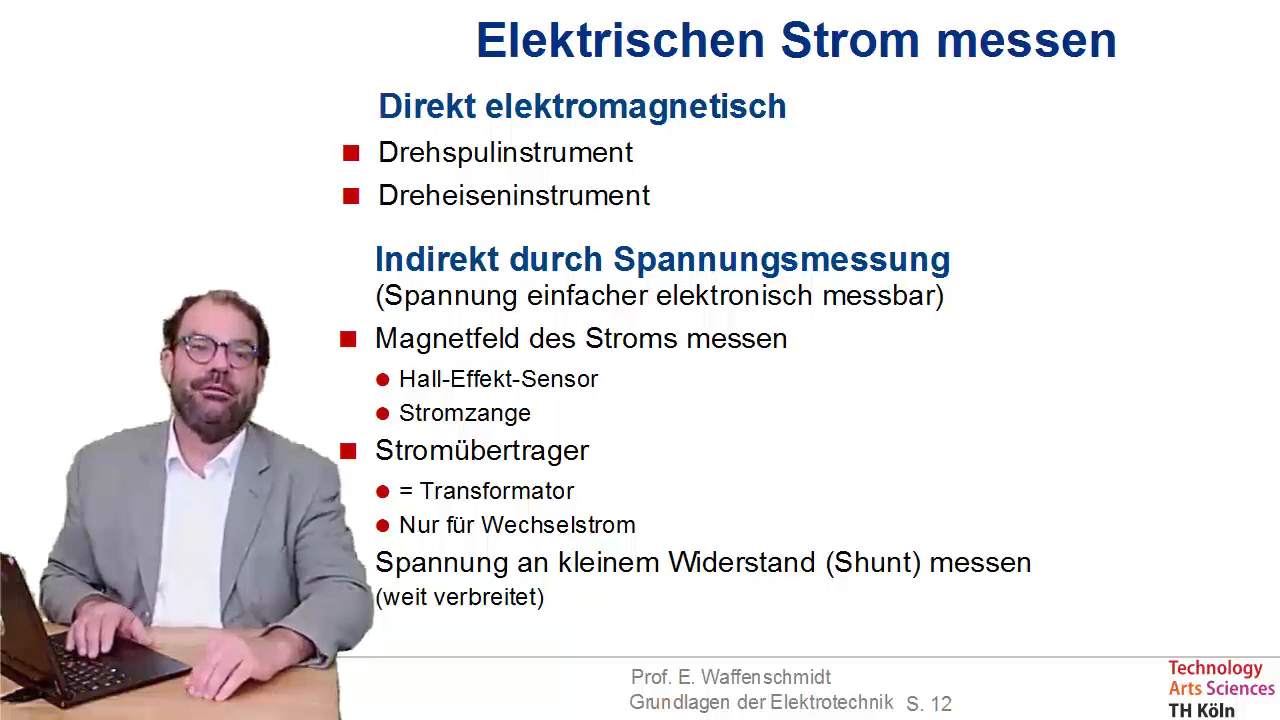 Elektrischen Strom messen
Direkt elektromagnetisch
Drehspulinstrument
Dreheiseninstrument
Indirekt durch Spannungsmessung
(Spannung einfacher elektronisch messbar)
Magnetfeld des Stroms messen
Hall-Effekt-Sensor
Stromzange
Stromübertrager
= Transformator
Nur für Wechselstrom
Spannung an kleinem Widerstand (Shunt) messen
(weit verbreitet)
Prof. E. Waffenschmidt
Grundlagen der Elektrotechnik S. 12
Technology
Arts Sciences
TH Köln